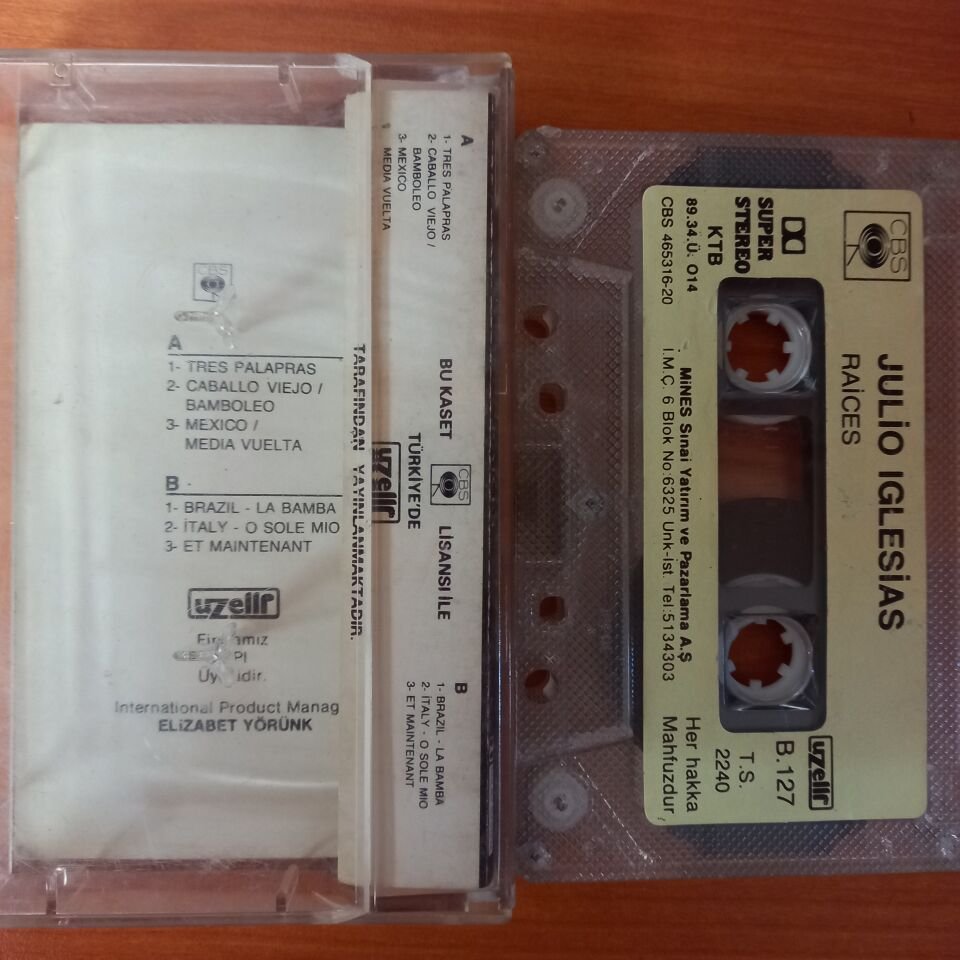 CBS
A
1- TRES PALAPRAS
2- CABALLO VIEJO /
BAMBOLEO
3- MEXICO /
MEDIA VUELTA
B
1- BRAZIL - LA BAMBA
2- İTALY - O SOLE MIO
3- ET MAINTENANT
uzelli
International Product Manag
ELİZABET YÖRÜNK
A
1- TRES PALAPRAS
2- CABALLO VIEJO /
BAMBOLEO
3- MEXICO
MEDIA VUELTA
BU KASET CBS LİSANSI İLE
TÜRKİYE'DE
uzelli
TARAFINDAN YAYINLANMAKTADIR.
B
1- BRAZIL - LA BAMBA
2- İTALY - O SOLE MIO
3- ET MAINTENANT
CBS
JULİO IGLESİAS
RAİCES
SUPER
STEREO
KTB
89.34.Ü. 014
CBS 465316-20
MİNES Sınai Yatırım ve Pazarlama A.Ş
İ.M.Ç. 6 Blok No:6325 Unk-İst. Tel:5134303
uzelli
B.127
T.S.
2240
Her hakka
Mahfuzdur